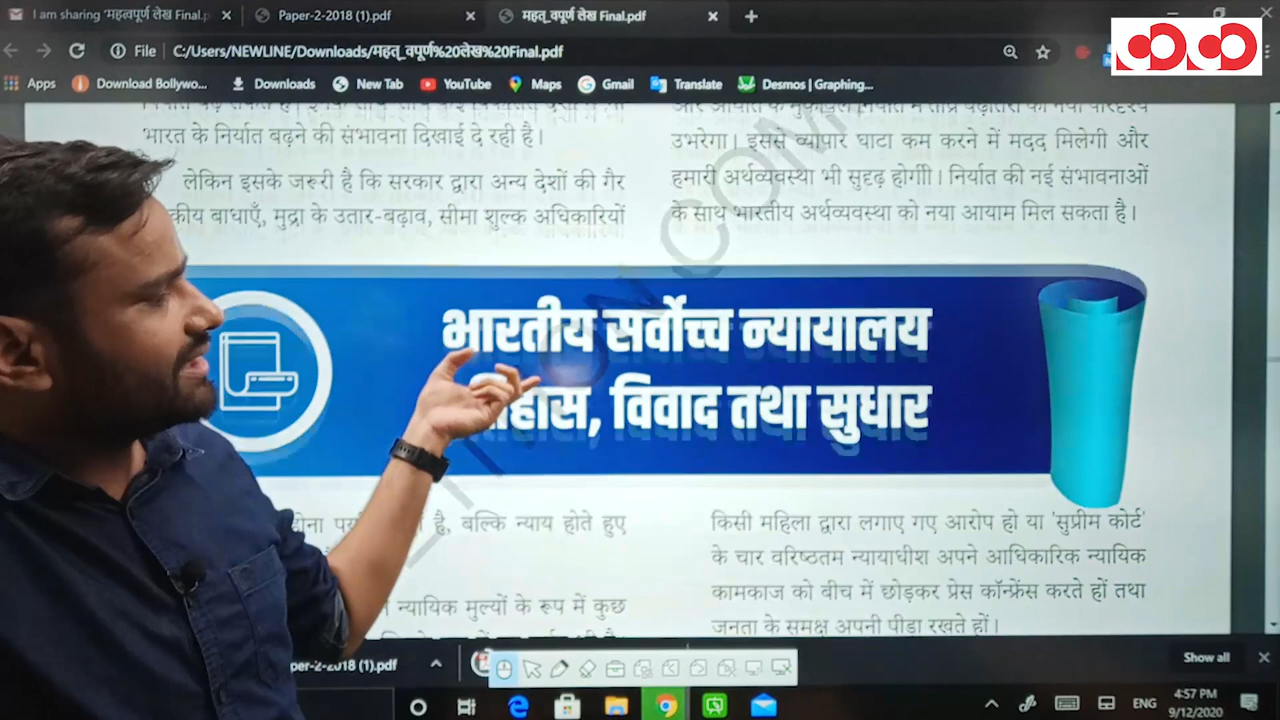 I am sharing 'महत्वपूर्ण लेख Final.p
Paper-2-2018 (1).pdf
महत्_वपूर्ण लेख Final.pdf
File
C:/Users/NEWLINE/Downloads/महत्_वपूर्ण%20लेख%20Final.pdf
Apps
Download Bollywo...
Downloads
New Tab
YouTube
Maps
Gmail
Translate
Desmos | Graphing...
भारत के निर्यात बढ़ने की संभावना दिखाई दे रही है।
लेकिन इसके जरूरी है कि सरकार द्वारा अन्य देशों की गैर
कीय बाधाएँ, मुद्रा के उतार-बढ़ाव, सीमा शुल्क अधिकारियों
उभरेगा। इससे व्यापार घाटा कम करने में मदद मिलेगी और
हमारी अर्थव्यवस्था भी सुदृढ़ होगीी। निर्यात की नई संभावनाओं
के साथ भारतीय अर्थव्यवस्था को नया आयाम मिल सकता है।
भारतीय सर्वोच्च न्यायालय
हास, विवाद तथा सुधार
होना है, बल्कि न्याय होते हुए
न्यायिक मुल्यों के रूप में कुछ
किसी महिला द्वारा लगाए गए आरोप हो या 'सुप्रीम कोर्ट'
के चार वरिष्ठतम न्यायाधीश अपने आधिकारिक न्यायिक
कामकाज को बीच में छोड़कर प्रेस कॉन्फ्रेंस करते हों तथा
जनता के समक्ष अपनी पीड़ा रखते हों।
per-2-2018 (1).pdf
Show all
ENG
4:57 PM
9/12/2020